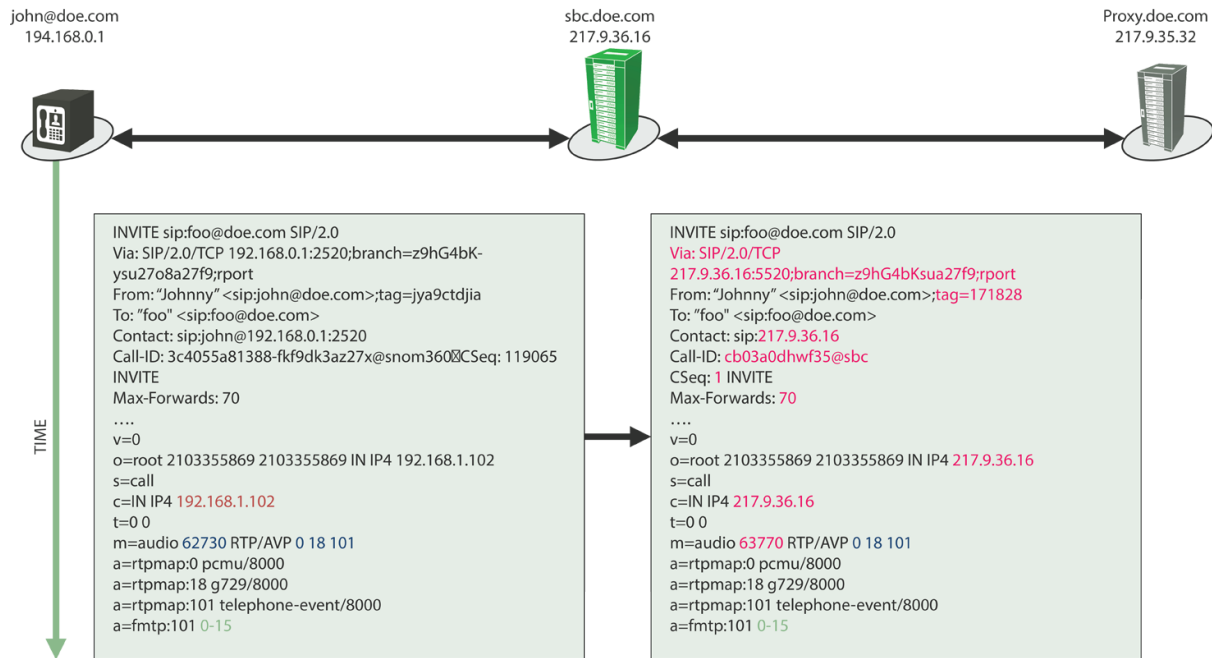 john@doe.com
194.168.0.1
sbc.doe.com
217.9.36.16
Proxy.doe.com
217.9.35.32
TIME
INVITE sip:foo@doe.com SIP/2.0
Via: SIP/2.0/TCP 192.168.0.1:2520;branch=z9hG4bK-
ysu27o8a27f9;rport
From: “Johnny” <sip:john@doe.com>;tag=jya9ctdjia
To: ”foo" <sip:foo@doe.com>
Contact: sip:john@192.168.0.1:2520
Call-ID: 3c4055a81388-fkf9dk3az27x@snom360CSeq: 119065
INVITE
Max-Forwards: 70
….
v=0
o=root 2103355869 2103355869 IN IP4 192.168.1.102
s=call
c=IN IP4 192.168.1.102
t=0 0
m=audio 62730 RTP/AVP 0 18 101
a=rtpmap:0 pcmu/8000
a=rtpmap:18 g729/8000
a=rtpmap:101 telephone-event/8000
a=fmtp:101 0-15
INVITE sip:foo@doe.com SIP/2.0
Via: SIP/2.0/TCP
217.9.36.16:5520;branch=z9hG4bKsua27f9;rport
From: “Johnny” <sip:john@doe.com>;tag=171828
To: ”foo" <sip:foo@doe.com>
Contact: sip:217.9.36.16
Call-ID: cb03a0dhwf35@sbc
CSeq: 1 INVITE
Max-Forwards: 70
….
v=0
o=root 2103355869 2103355869 IN IP4 217.9.36.16
s=call
c=IN IP4 217.9.36.16
t=0 0
m=audio 63770 RTP/AVP 0 18 101
a=rtpmap:0 pcmu/8000
a=rtpmap:18 g729/8000
a=rtpmap:101 telephone-event/8000
a=fmtp:101 0-15